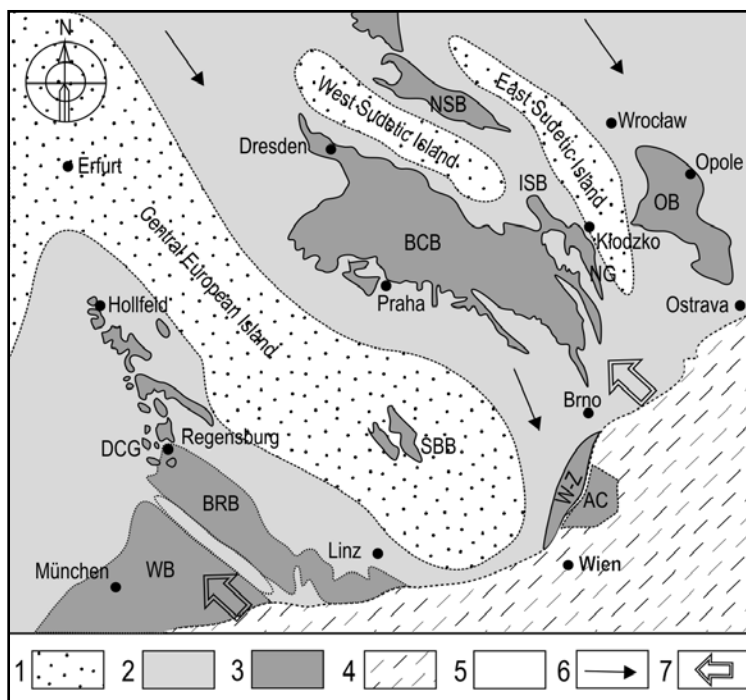 N
NSB
West Sudetic Island
East Sudetic Island
Wrocław
Dresden
Erfurt
ISB
Opole
OB
BCB
Kłodzko
Central European Island
NG
Hollfeld
Praha
Ostrava
Brno
SBB
DCG
Regensburg
W-Z
AC
BRB
Linz
Wien
München
WB
1 2 3 4 5 6 7